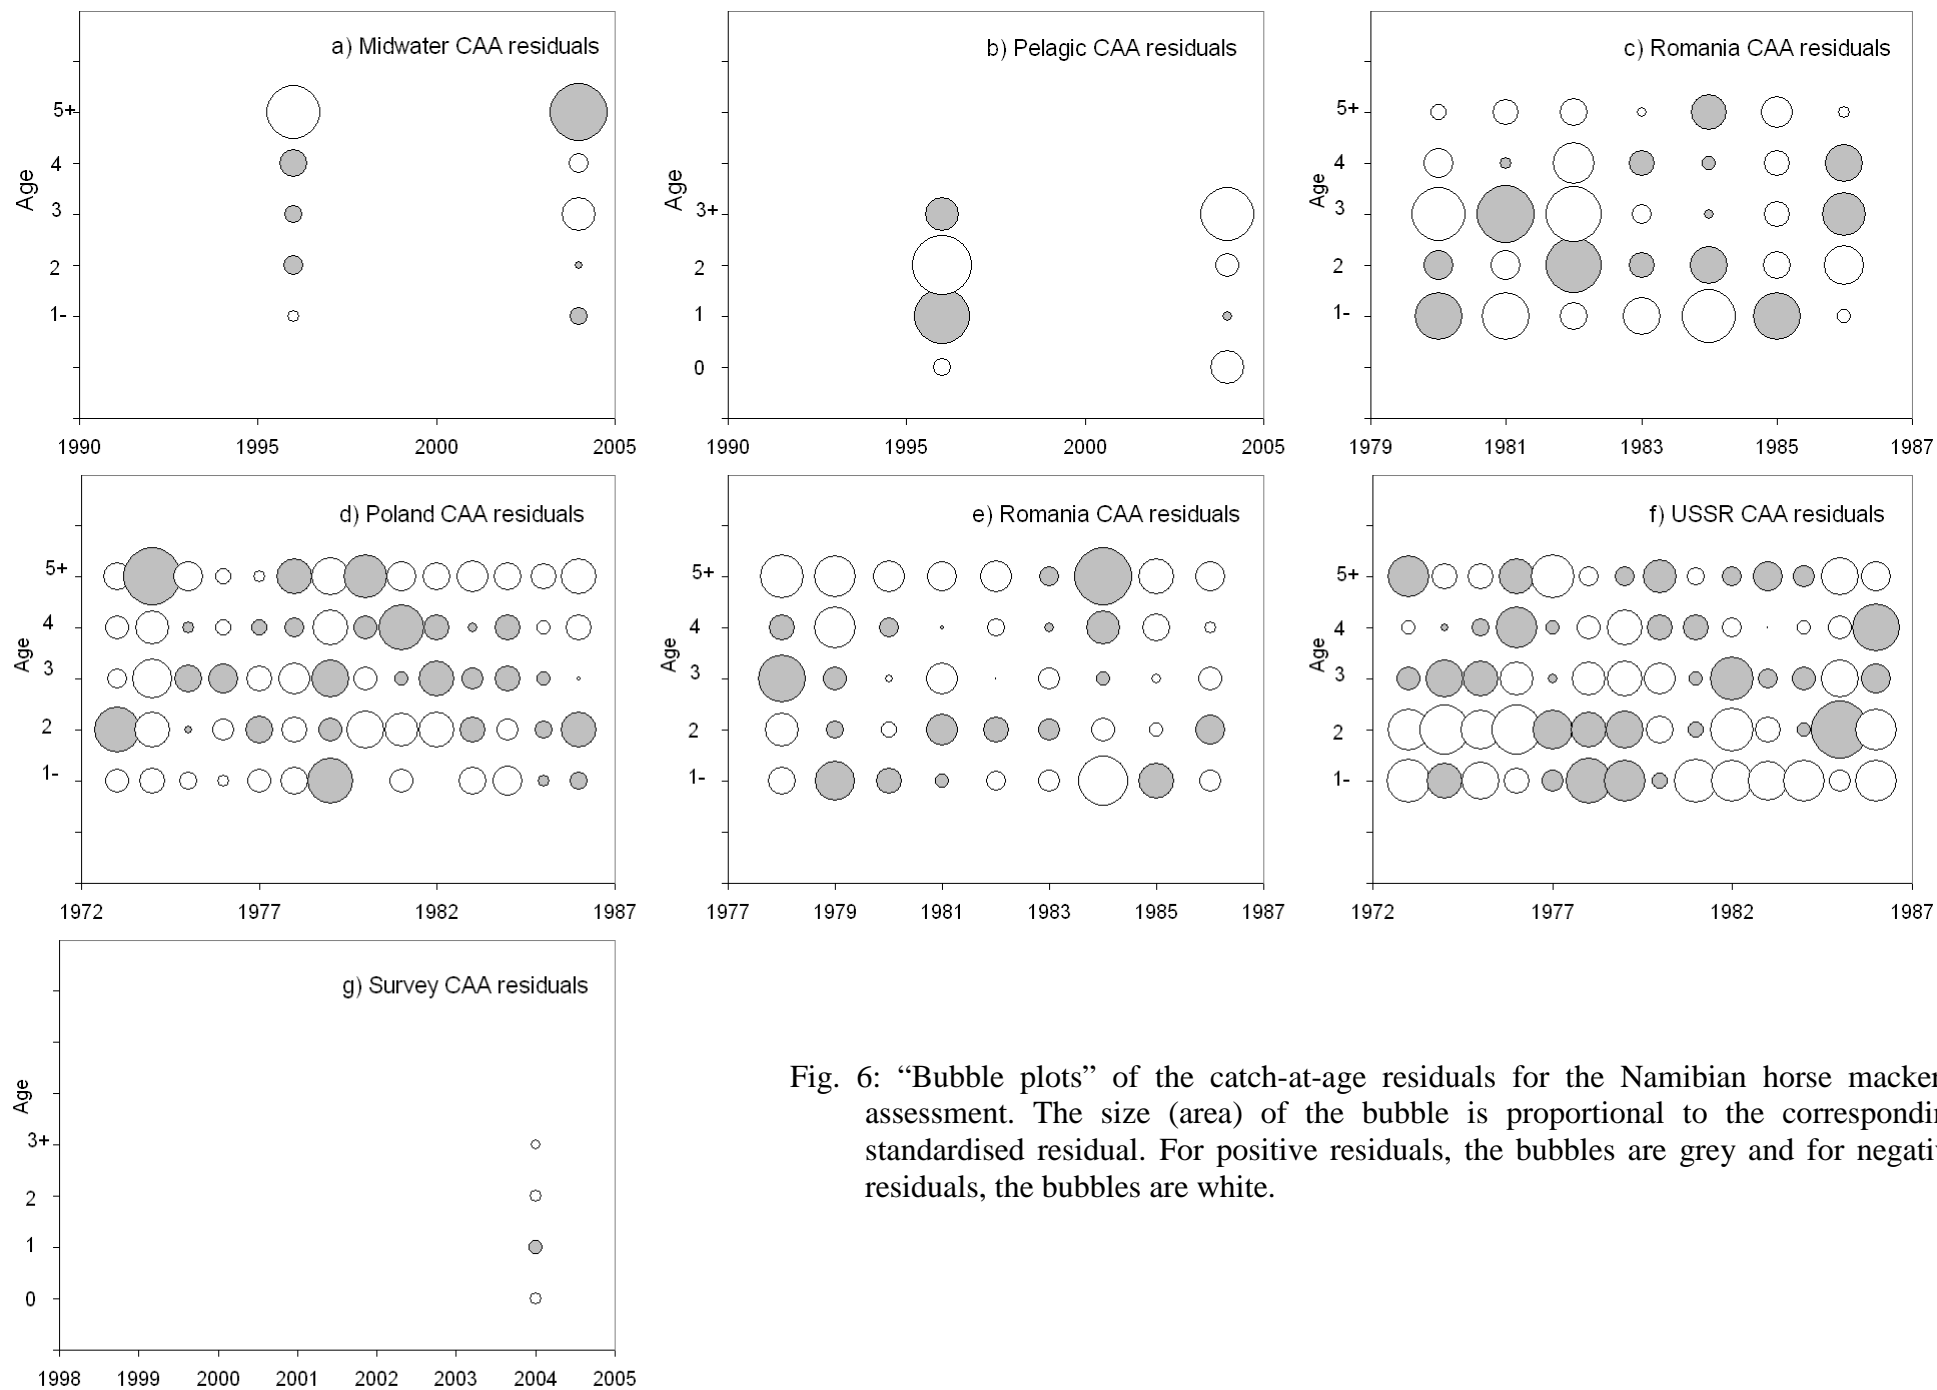 a) Midwater CAA residuals
Age
5+
4
3
2
1-
1990 1995 2000 2005
b) Pelagic CAA residuals
Age
3+
2
1
0
1990 1995 2000 2005
c) Romania CAA residuals
Age
5+
4
3
2
1-
1979 1981 1983 1985 1987
d) Poland CAA residuals
Age
5+
4
3
2
1-
1972 1977 1982 1987
e) Romania CAA residuals
Age
5+
4
3
2
1-
1977 1979 1981 1983 1985 1987
f) USSR CAA residuals
Age
5+
4
3
2
1-
1972 1977 1982 1987
g) Survey CAA residuals
Age
3+
2
1
0
1998 1999 2000 2001 2002 2003 2004 2005
Fig. 6: “Bubble plots” of the catch-at-age residuals for the Namibian horse macker
assessment. The size (area) of the bubble is proportional to the correspondin
standardised residual. For positive residuals, the bubbles are grey and for negativ
residuals, the bubbles are white.